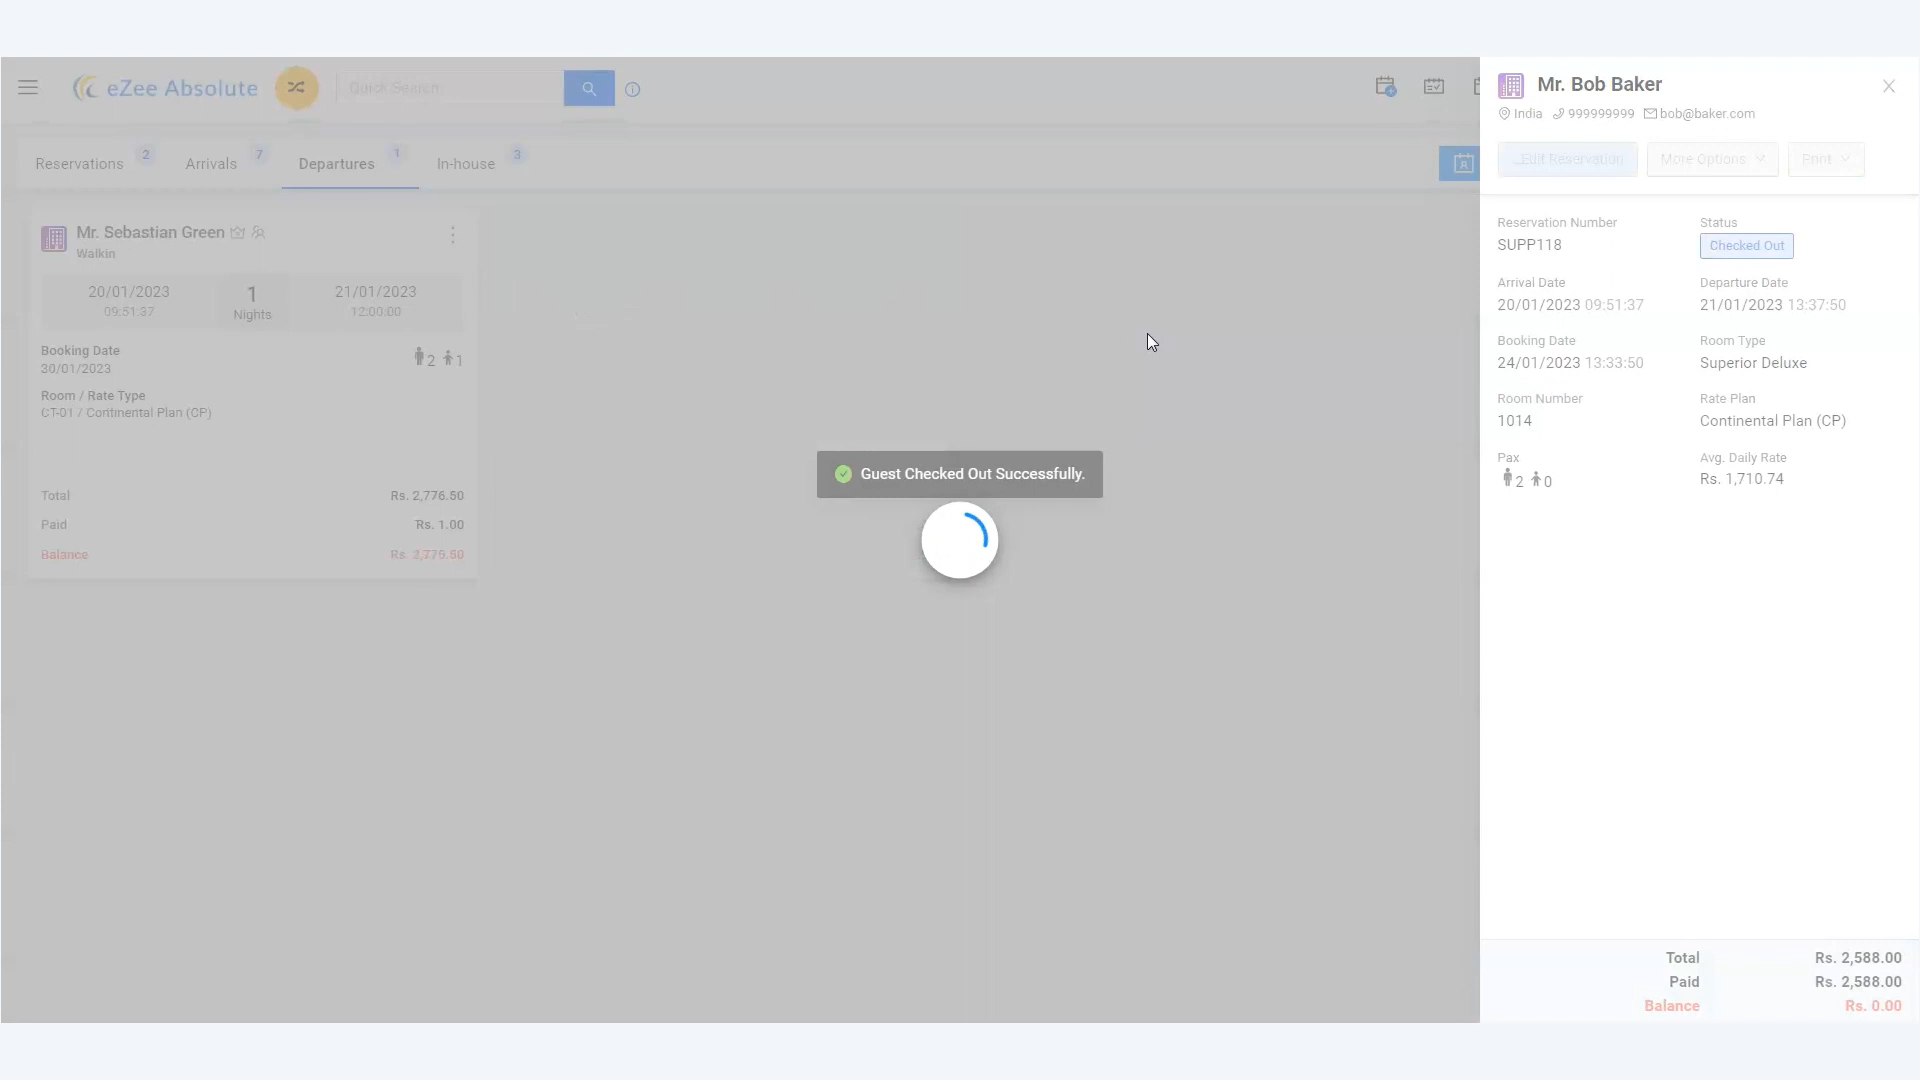 eZee Absolute
Quick Search
Reservations 2 Arrivals 7 Departures 1 In-house 3
Mr. Sebastian Green
Walkin
20/01/2023 1 21/01/2023
09:51:37 Nights 12:00:00
Booking Date
30/01/2023
2 1
Room / Rate Type
CT-01 / Continental Plan (CP)
Total Rs. 2,776.50
Paid Rs. 1.00
Balance Rs. 2,775.50
Guest Checked Out Successfully.
Mr. Bob Baker
India 999999999 bob@baker.com
Edit Reservation More Options Print
Reservation Number Status
SUPP118 Checked Out
Arrival Date Departure Date
20/01/2023 09:51:37 21/01/2023 13:37:50
Booking Date Room Type
24/01/2023 13:33:50 Superior Deluxe
Room Number Rate Plan
1014 Continental Plan (CP)
Pax Avg. Daily Rate
2 0 Rs. 1,710.74
Total Rs. 2,588.00
Paid Rs. 2,588.00
Balance Rs. 0.00